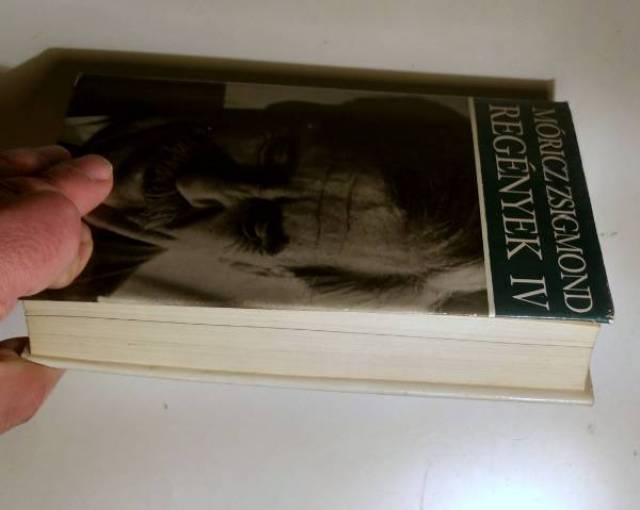 MÓRICZ ZSIGMOND
REGÉNYEK IV